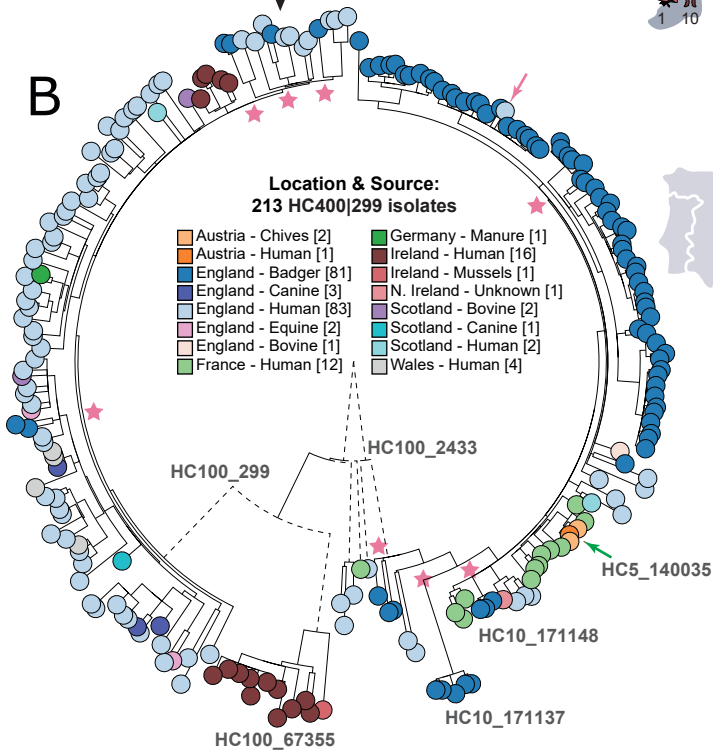 1 10
B
Location & Source:
213 HC400|299 isolates
Austria - Chives [2]
Austria - Human [1]
England - Badger [81]
England - Canine [3]
England - Human [83]
England - Equine [2]
England - Bovine [1]
France - Human [12]
Germany - Manure [1]
Ireland - Human [16]
Ireland - Mussels [1]
N. Ireland - Unknown [1]
Scotland - Bovine [2]
Scotland - Canine [1]
Scotland - Human [2]
Wales - Human [4]
HC100_2433
HC100_299
HC5_140035
HC10_171148
HC10_171137
HC100_67355